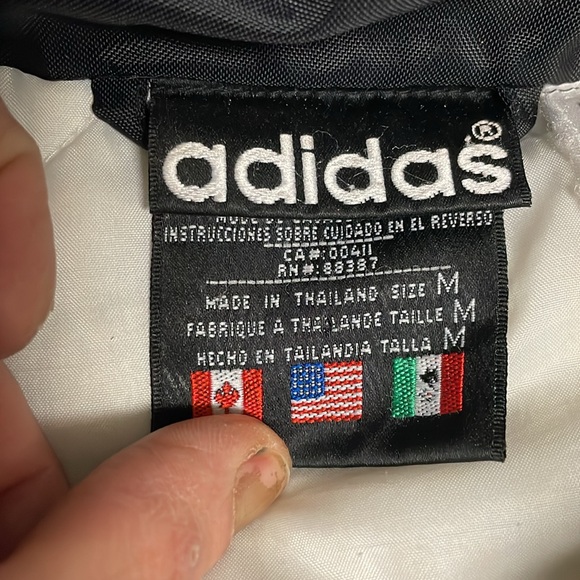 adidas®
INSTRUCCIONES SOBRE CUIDADO EN EL REVERSO
CA#:00411
RN#:88387
MADE IN THAILAND SIZE M
FABRIQUE À THAILANDE TAILLE M
HECHO EN TAILANDIA TALLA M